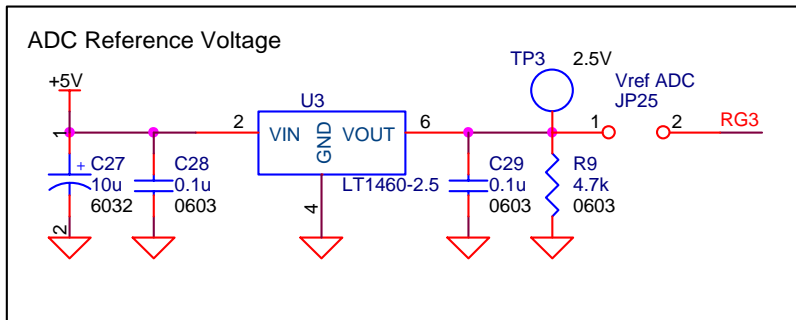 ADC Reference Voltage
TP3 2.5V
+5V
U3
Vref ADC
JP25
1
2
VIN
GND
VOUT
6
1
2
RG3
+
C27
10u
6032
C28
0.1u
0603
4
LT1460-2.5
C29
0.1u
0603
R9
4.7k
0603
2